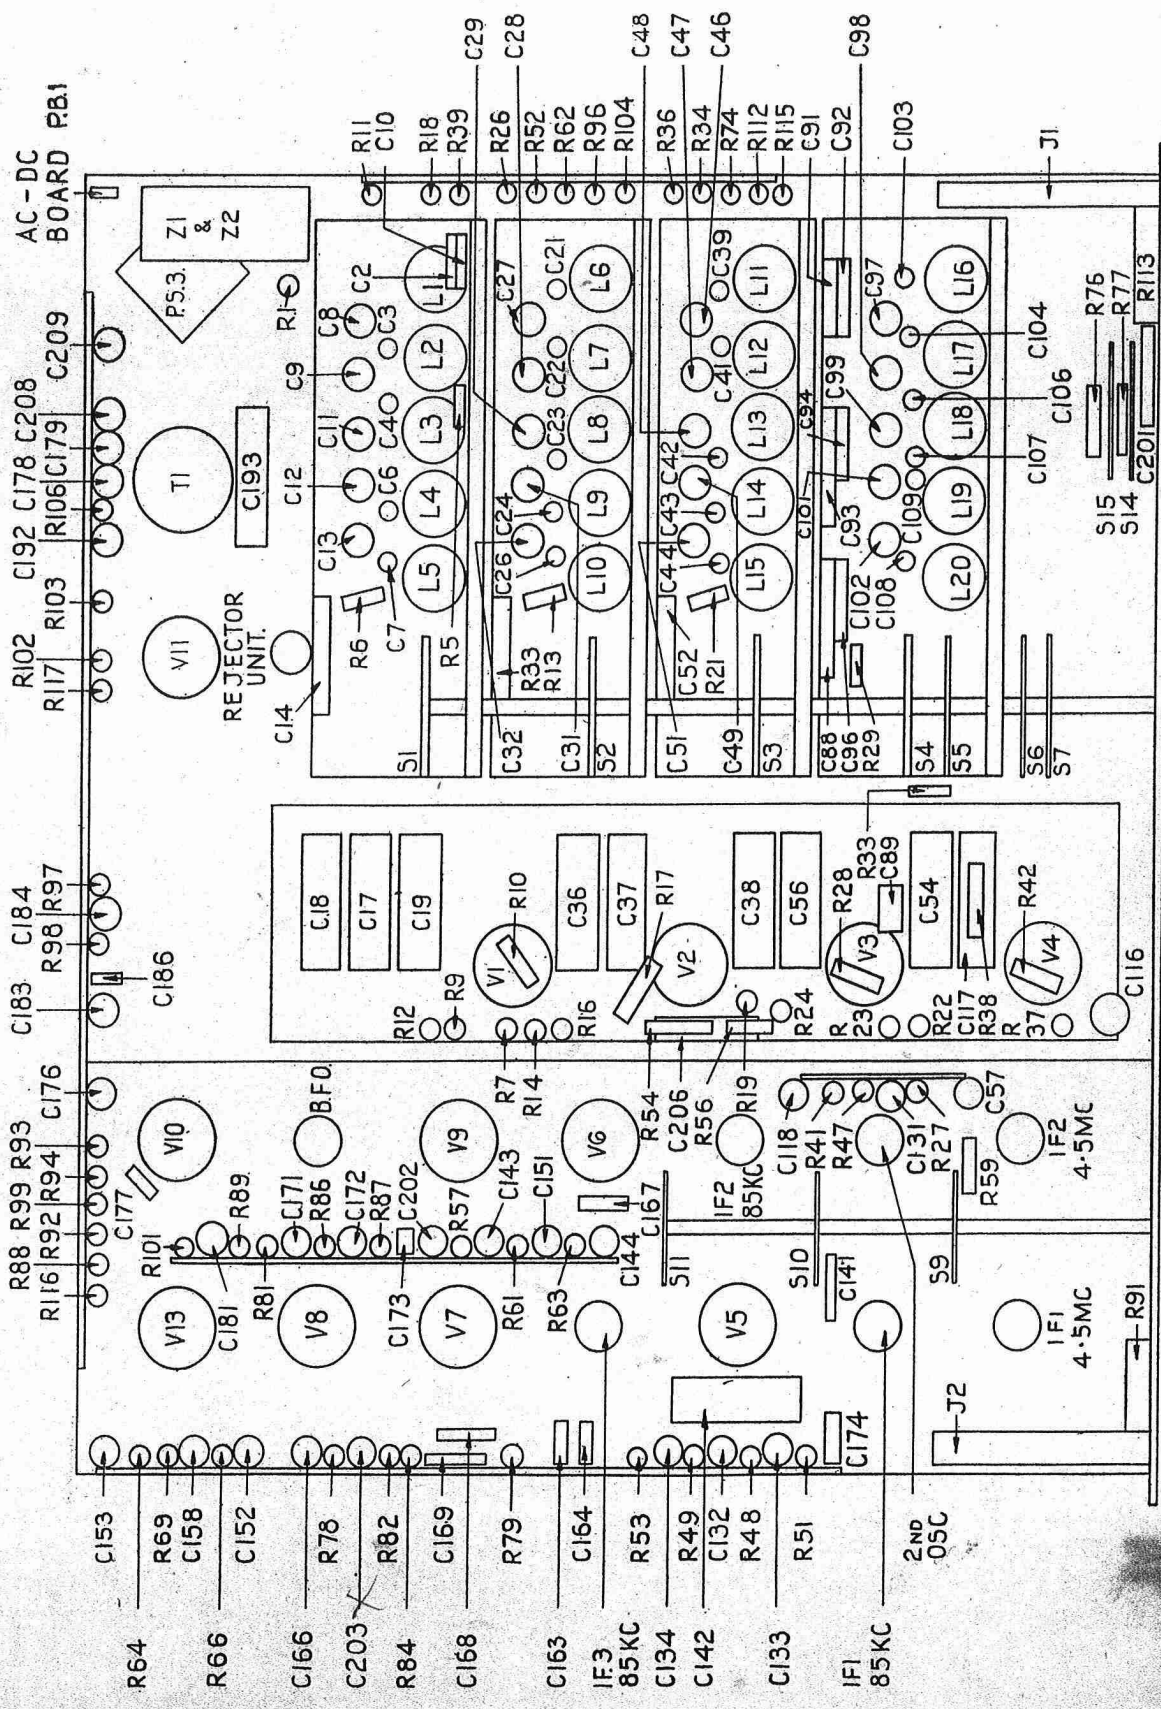 AC-DC
BOARD P.B.1
R102
R117
R103
C192
R106
C178
C179
C208
C209
C183
R98
C184
R97
C186
R88
R116
R99
R92
R93
R94
C176
C177
R101
P.S.3.
Z1
&
Z2
R1
T1
C193
V11
REJECTOR
UNIT.
C14
R11
C10
R18
R39
C29
R26
C28
R52
R62
R96
R104
C48
R36
C47
R34
C46
R74
R112
R115
C91
C92
C98
C103
J1
C2
C8
C3
C9
C11
C4
C12
C6
C13
C7
R6
R5
L1
L2
L3
L4
L5
S1
C27
C21
C22
C23
C24
C26
R33
R13
C32
C31
S2
L6
L7
L8
L9
L10
C39
C41
C42
C43
C44
C52
R21
C51
C49
S3
L11
L12
L13
L14
L15
C97
C99
C94
C101
C93
C102
C108
C109
C107
C106
C104
C88
C96
R29
S4
S5
S6
S7
L16
L17
L18
L19
L20
R76
R77
R113
S15
S14
C201
C18
C17
C19
V1
R10
C36
C37
R17
V2
C38
C56
R28
V3
R33
C89
C54
R42
V4
C116
R12
R9
R7
R14
R16
R54
C206
R56
R19
R24
R
23
R22
C117
R38
R
37
V10
B.F.O.
V9
V6
1F2
85KC
C118
R41
R47
C131
R27
C57
R59
1F2
4·5MC
C181
R89
R81
C171
R86
C172
R87
C173
C202
R57
C143
R61
C151
R63
C144
C167
S11
S10
C141
S9
V13
V8
V7
V5
1F1
4·5MC
R91
J2
C174
C153
R64
R69
C158
R66
C152
C166
R78
C203
R82
R84
C169
C168
R79
C163
C164
1F.3
85KC
R53
C134
R49
C142
C132
R48
C133
R51
1F1
85KC
2ND
OSC